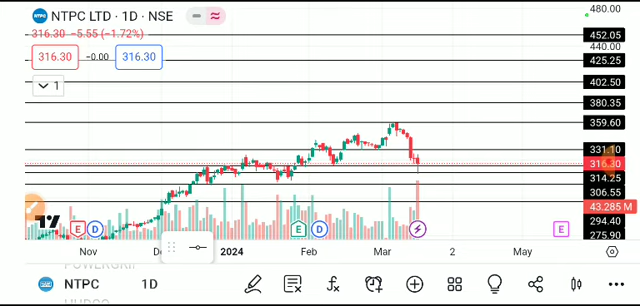 NTPC LTD · 1D · NSE
316.30 -5.55 (-1.72%)
316.30 -0.00 316.30
1
480.00
452.05
440.00
425.25
402.50
380.35
359.60
331.10
316.30
314.25
306.55
43.285 M
294.40
275.90
E D E D E
Nov 2024 Feb Mar 2 May
NTPC 1D